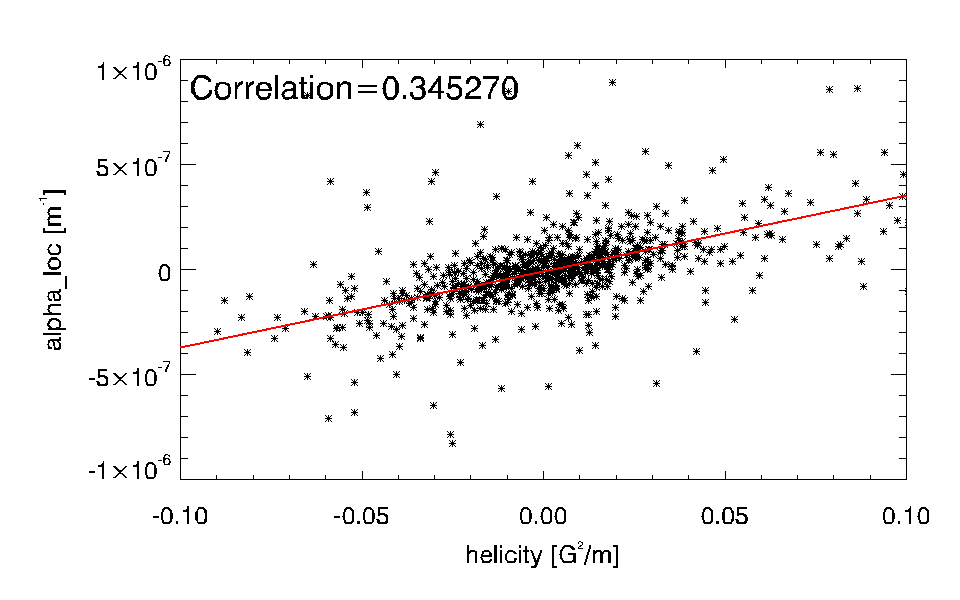 Correlation=0.345270
1×10⁻⁶
5×10⁻⁷
0
-5×10⁻⁷
-1×10⁻⁶
alpha_loc [m⁻¹]
-0.10 -0.05 0.00 0.05 0.10
helicity [G²/m]